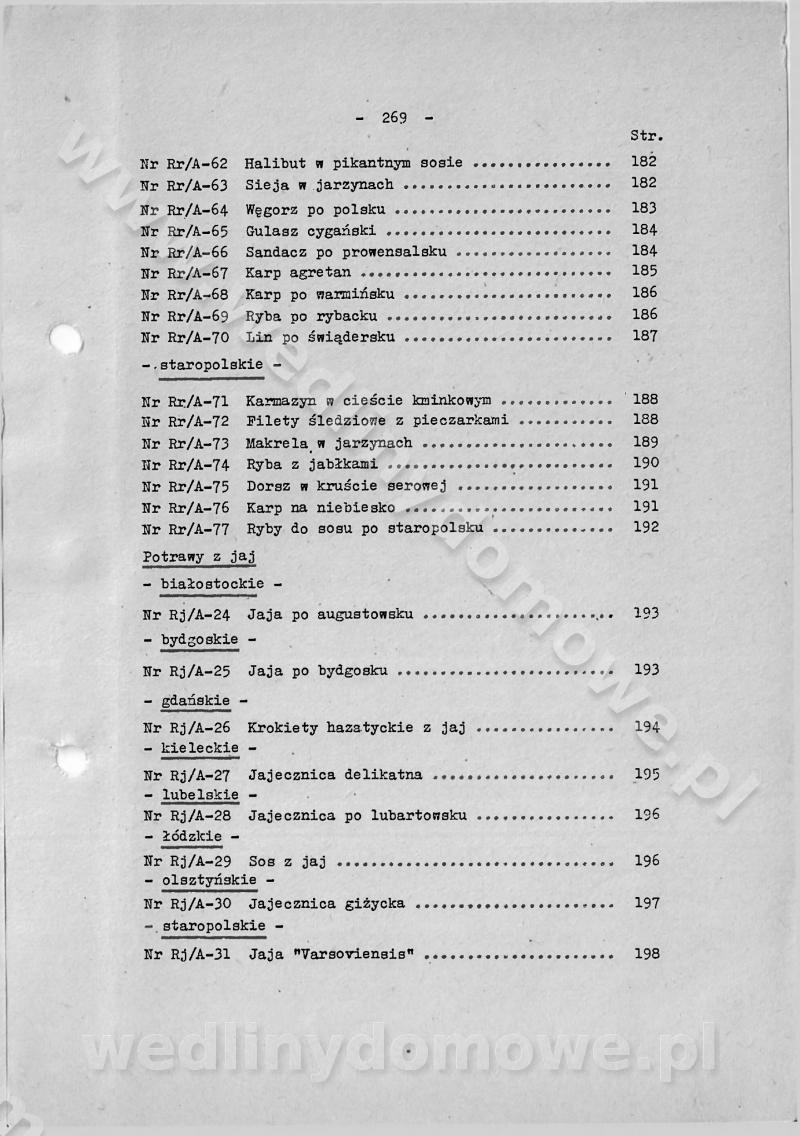 - 269 -
Str.
Nr Rr/A-62 Halibut w pikantnym sosie ................ 182
Nr Rr/A-63 Sieja w jarzynach ........................ 182
Nr Rr/A-64 Węgorz po polsku ......................... 183
Nr Rr/A-65 Gulasz cygański .......................... 184
Nr Rr/A-66 Sandacz po prowensalsku .................. 184
Nr Rr/A-67 Karp agretan ............................. 185
Nr Rr/A-68 Karp po warmińsku ........................ 186
Nr Rr/A-69 Ryba po rybacku .......................... 186
Nr Rr/A-70 Lin po świądersku ........................ 187
- staropolskie -
Nr Rr/A-71 Karmazyn w cieście kminkowym ............. 188
Nr Rr/A-72 Filety śledziowe z pieczarkami ........... 188
Nr Rr/A-73 Makrela w jarzynach ...................... 189
Nr Rr/A-74 Ryba z jabłkami .......................... 190
Nr Rr/A-75 Dorsz w kruście serowej .................. 191
Nr Rr/A-76 Karp na niebiesko ........................ 191
Nr Rr/A-77 Ryby do sosu po staropolsku .............. 192
Potrawy z jaj
- białostockie -
Nr Rj/A-24 Jaja po augustowsku ...................... 193
- bydgoskie -
Nr Rj/A-25 Jaja po bydgosku ......................... 193
- gdańskie -
Nr Rj/A-26 Krokiety hazatyckie z jaj ................ 194
- kieleckie -
Nr Rj/A-27 Jajecznica delikatna ..................... 195
- lubelskie -
Nr Rj/A-28 Jajecznica po lubartowsku ................ 196
- łódzkie -
Nr Rj/A-29 Sos z jaj ................................ 196
- olsztyńskie -
Nr Rj/A-30 Jajecznica giżycka ....................... 197
- staropolskie -
Nr Rj/A-31 Jaja "Varsoviensis" ...................... 198
www.wedlinydomowe.pl
wedlinydomowe.pl